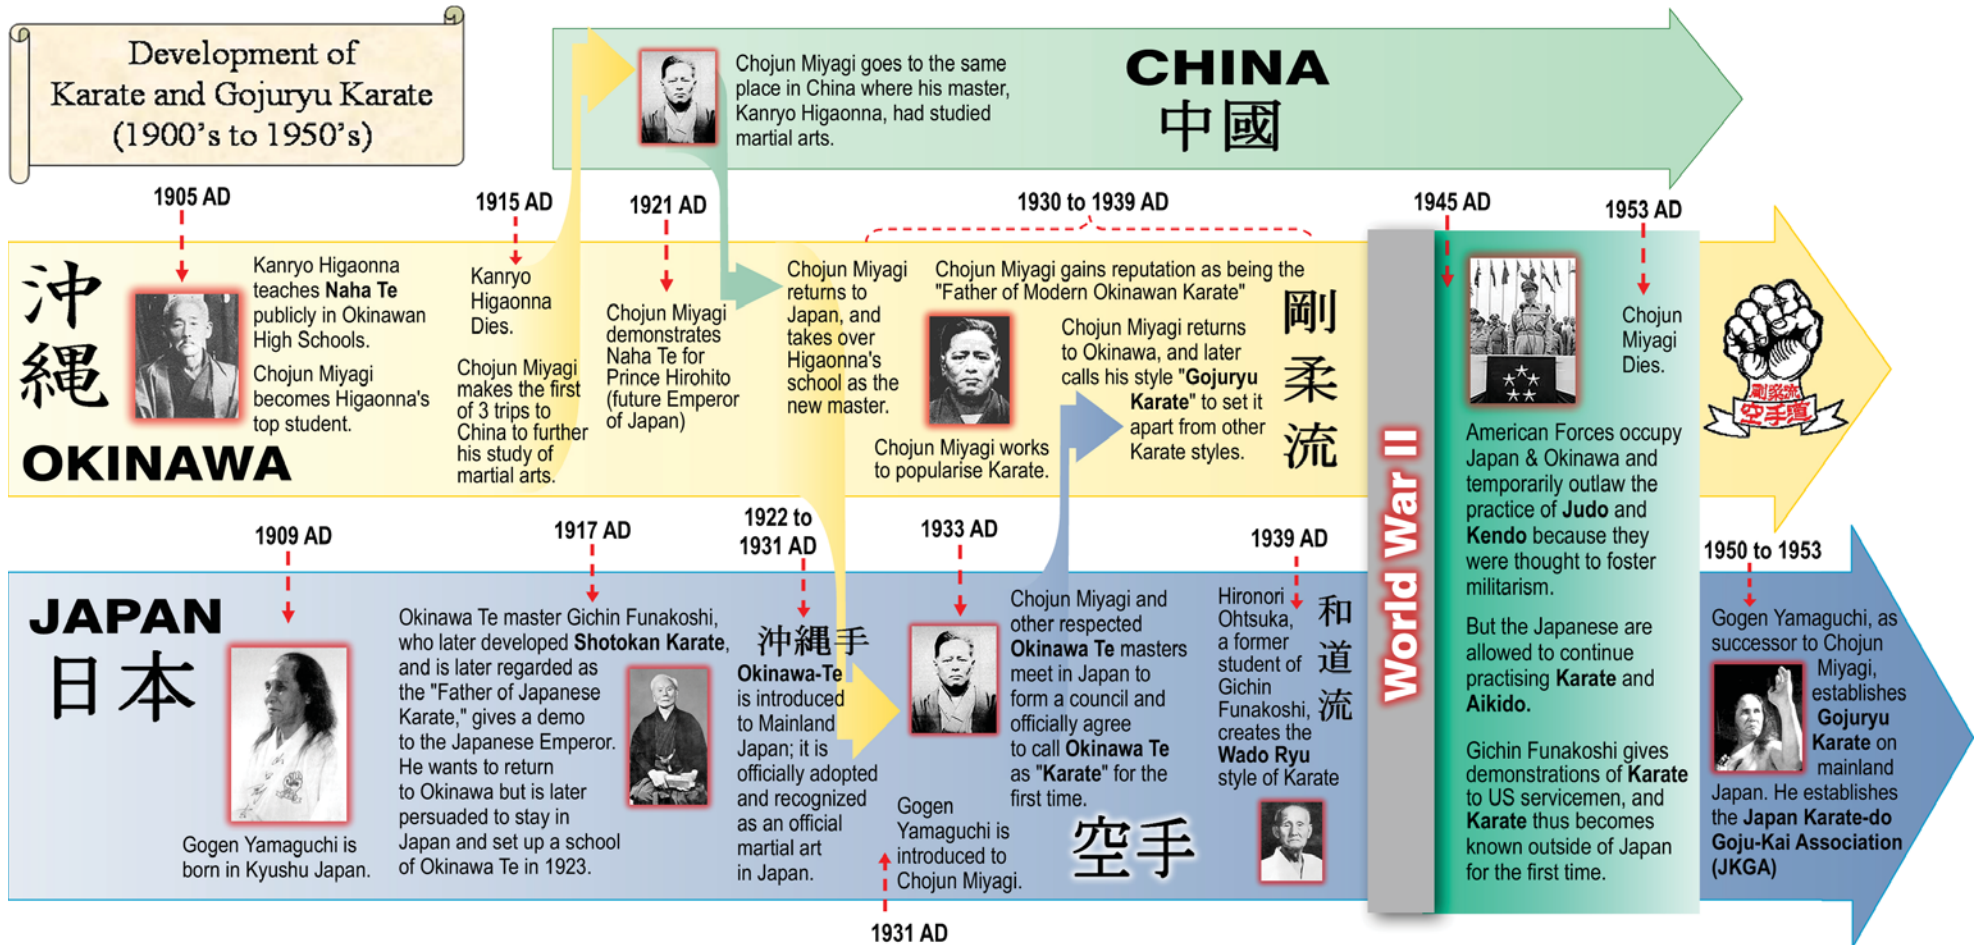 Development of
Karate and Gojuryu Karate
(1900's to 1950's)
Chojun Miyagi goes to the same
place in China where his master,
Kanryo Higaonna, had studied
martial arts.
CHINA
中國
1905 AD
1915 AD
1921 AD
1930 to 1939 AD
1945 AD
1953 AD
沖
縄
OKINAWA
Kanryo Higaonna
teaches Naha Te
publicly in Okinawan
High Schools.
Chojun Miyagi
becomes Higaonna's
top student.
Kanryo
Higaonna
Dies.
Chojun Miyagi
makes the first
of 3 trips to
China to further
his study of
martial arts.
Chojun Miyagi
demonstrates
Naha Te for
Prince Hirohito
(future Emperor
of Japan)
Chojun Miyagi
returns to
Japan, and
takes over
Higaonna's
school as the
new master.
Chojun Miyagi gains reputation as being the
"Father of Modern Okinawan Karate"
Chojun Miyagi works
to popularise Karate.
Chojun Miyagi returns
to Okinawa, and later
calls his style "Gojuryu
Karate" to set it
apart from other
Karate styles.
剛
柔
流
World War II
American Forces occupy
Japan & Okinawa and
temporarily outlaw the
practice of Judo and
Kendo because they
were thought to foster
militarism.
But the Japanese are
allowed to continue
practising Karate and
Aikido.
Gichin Funakoshi gives
demonstrations of Karate
to US servicemen, and
Karate thus becomes
known outside of Japan
for the first time.
Chojun
Miyagi
Dies.
剛柔流
空手道
1909 AD
1917 AD
1922 to
1931 AD
1933 AD
1939 AD
1950 to 1953
JAPAN
日本
Gogen Yamaguchi is
born in Kyushu Japan.
Okinawa Te master Gichin Funakoshi,
who later developed Shotokan Karate,
and is later regarded as
the "Father of Japanese
Karate," gives a demo
to the Japanese Emperor.
He wants to return
to Okinawa but is later
persuaded to stay in
Japan and set up a school
of Okinawa Te in 1923.
沖縄手
Okinawa-Te
is introduced
to Mainland
Japan; it is
officially adopted
and recognized
as an official
martial art
in Japan.
Gogen
Yamaguchi is
introduced to
Chojun Miyagi.
1931 AD
Chojun Miyagi and
other respected
Okinawa Te masters
meet in Japan to
form a council and
officially agree
to call Okinawa Te
as "Karate" for the
first time.
空手
Hironori
Ohtsuka,
a former
student of
Gichin
Funakoshi,
creates the
Wado Ryu
style of Karate
和
道
流
Gogen Yamaguchi, as
successor to Chojun
Miyagi,
establishes
Gojuryu
Karate on
mainland
Japan. He establishes
the Japan Karate-do
Goju-Kai Association
(JKGA)